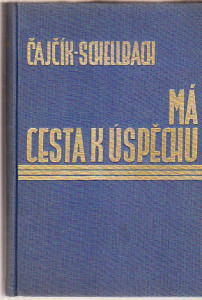 ČAJČÍK-SCHELLBACH
MÁ
CESTA K ÚSPĚCHU